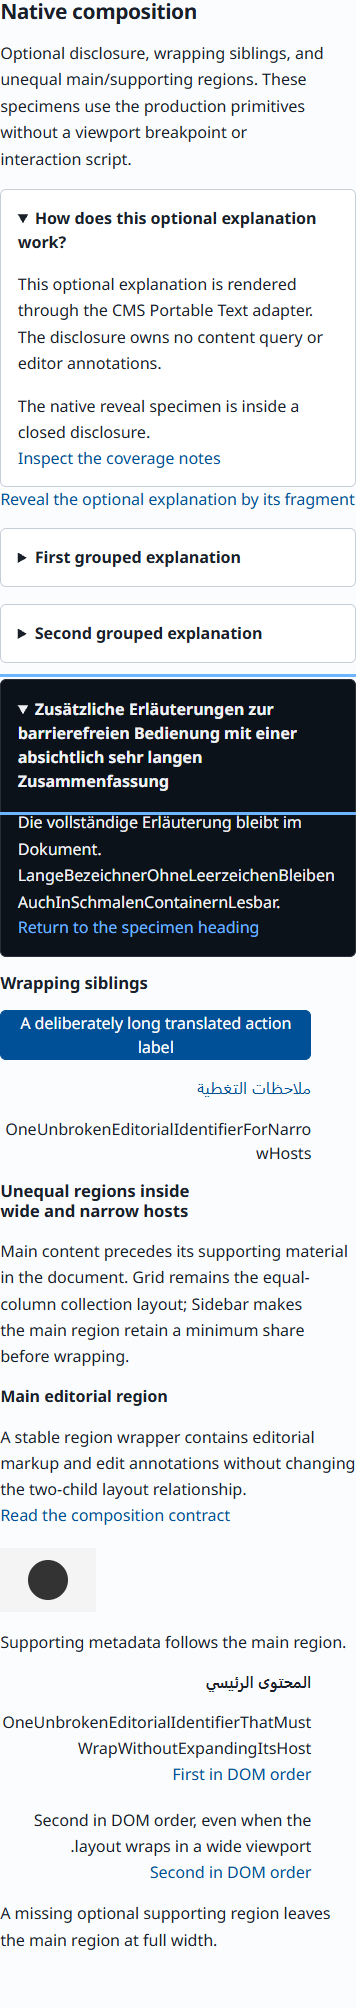 Native composition
Optional disclosure, wrapping siblings, and
unequal main/supporting regions. These
specimens use the production primitives
without a viewport breakpoint or
interaction script.
How does this optional explanation
work?
This optional explanation is rendered
through the CMS Portable Text adapter.
The disclosure owns no content query or
editor annotations.
The native reveal specimen is inside a
closed disclosure.
Inspect the coverage notes
Reveal the optional explanation by its fragment
First grouped explanation
Second grouped explanation
Zusätzliche Erläuterungen zur
barrierefreien Bedienung mit einer
absichtlich sehr langen
Zusammenfassung
Die vollständige Erläuterung bleibt im
Dokument.
LangeBezeichnerOhneLeerzeichenBleiben
AuchInSchmalenContainernLesbar.
Return to the specimen heading
Wrapping siblings
A deliberately long translated action
label
ملاحظات التغطية
OneUnbrokenEditorialIdentifierForNarro
wHosts
Unequal regions inside
wide and narrow hosts
Main content precedes its supporting material
in the document. Grid remains the equal-
column collection layout; Sidebar makes
the main region retain a minimum share
before wrapping.
Main editorial region
A stable region wrapper contains editorial
markup and edit annotations without changing
the two-child layout relationship.
Read the composition contract
Supporting metadata follows the main region.
المحتوى الرئيسي
OneUnbrokenEditorialIdentifierThatMust
WrapWithoutExpandingItsHost
First in DOM order
Second in DOM order, even when the
.layout wraps in a wide viewport
Second in DOM order
A missing optional supporting region leaves
the main region at full width.